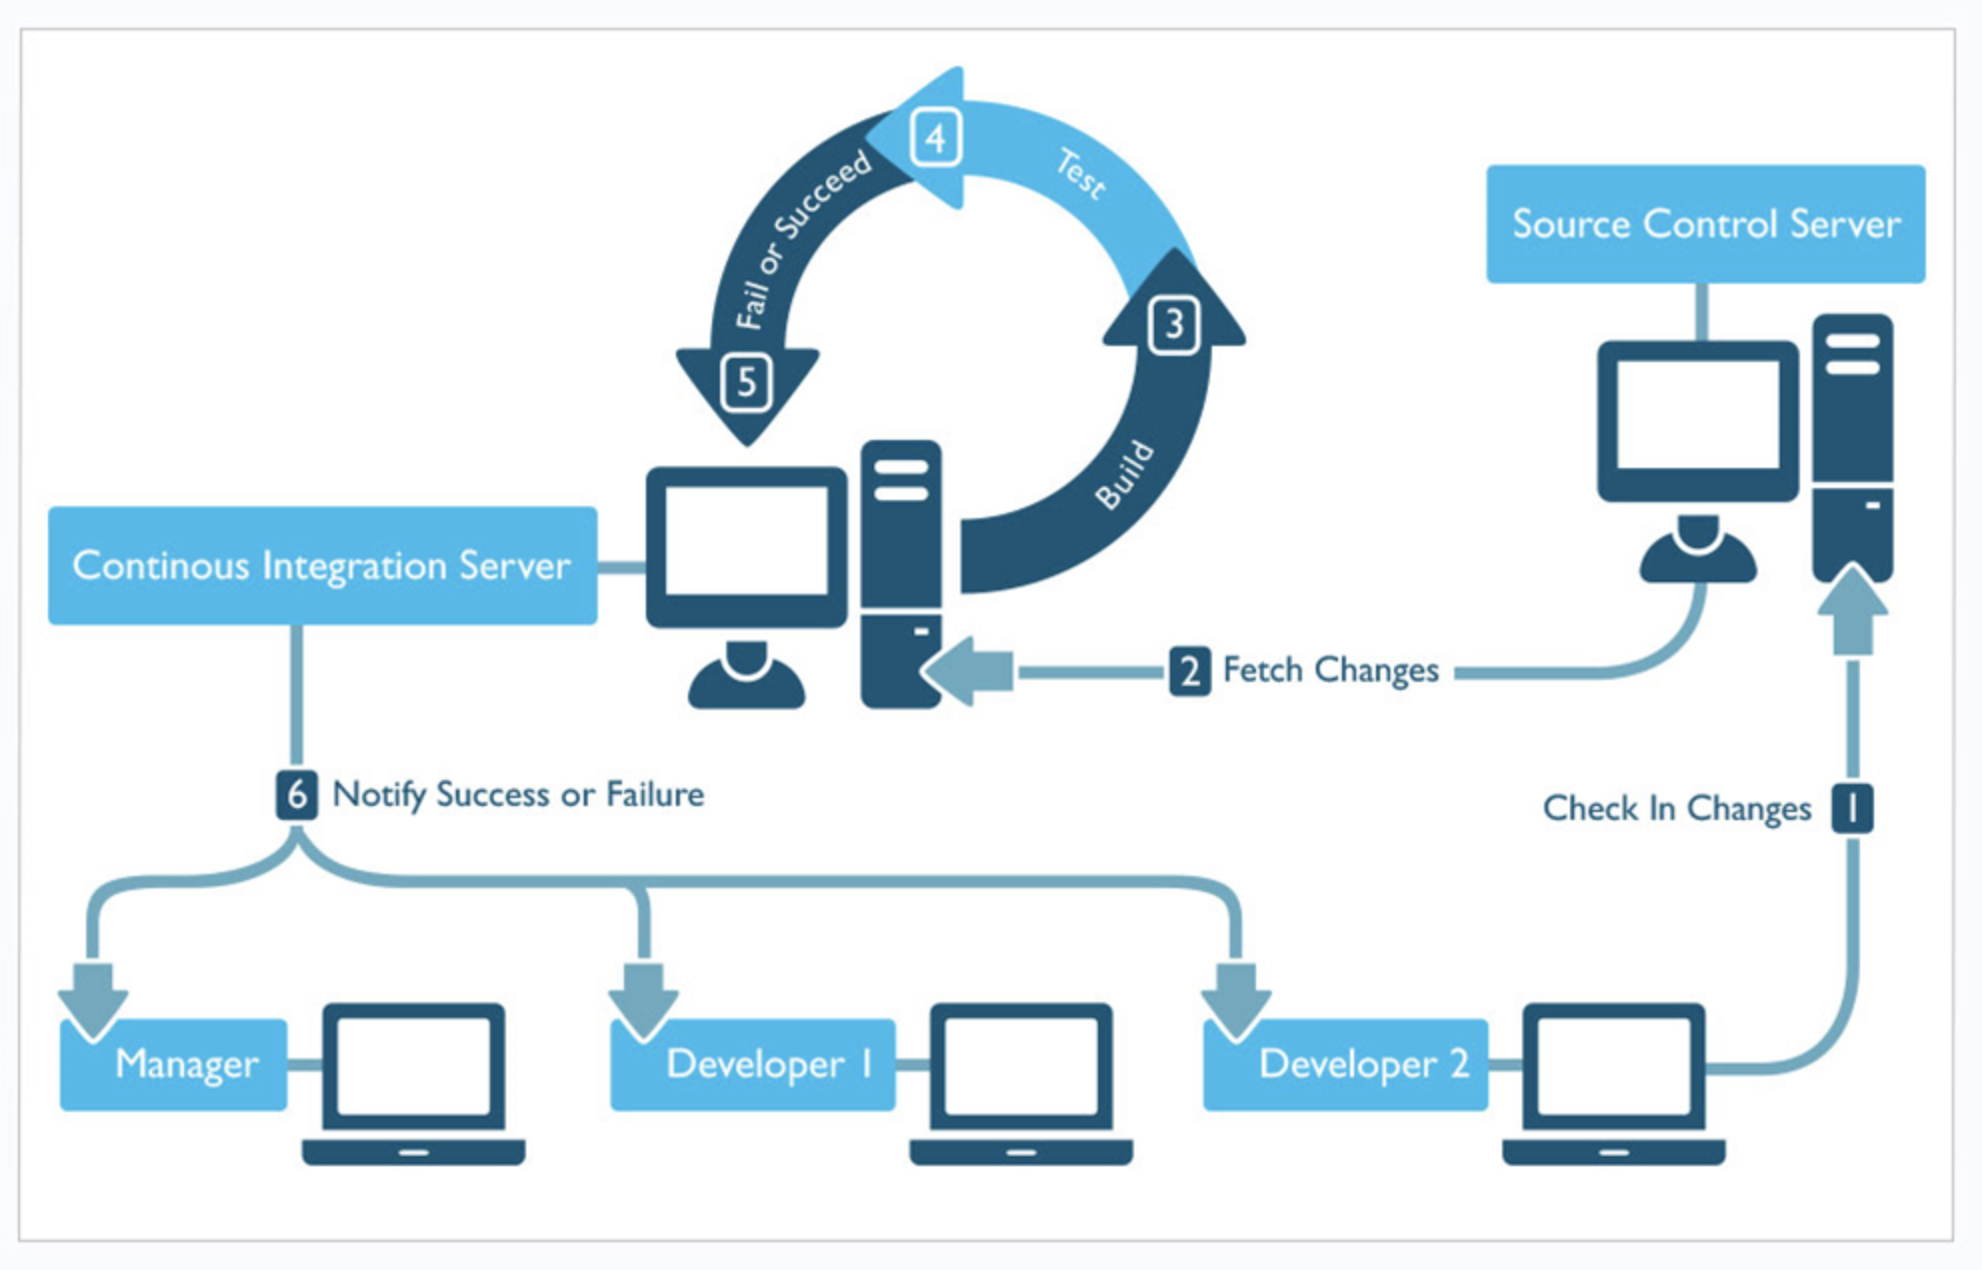 4
Test
Fail or Succeed
3
5
Build
Source Control Server
Continous Integration Server
2 Fetch Changes
6 Notify Success or Failure
Check In Changes 1
Manager
Developer 1
Developer 2